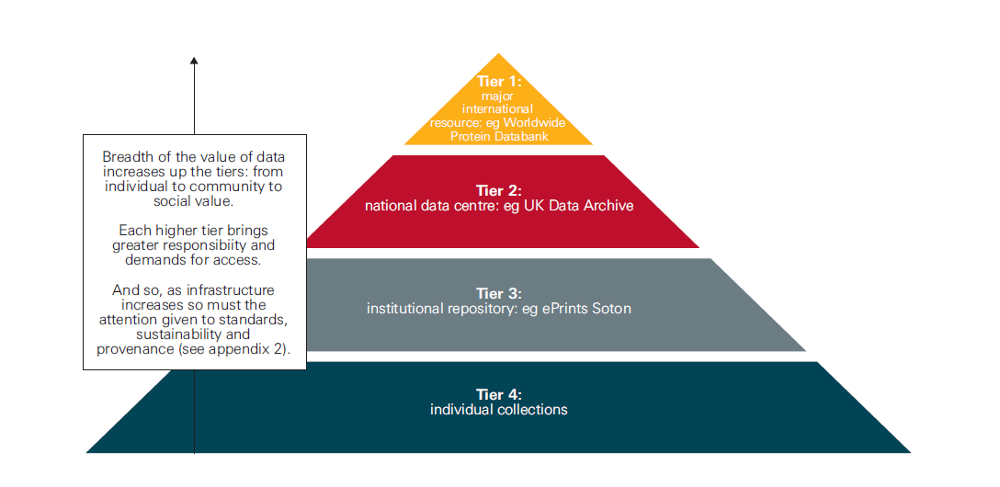 Tier 1:
major
international
resource: eg Worldwide
Protein Databank
Breadth of the value of data
increases up the tiers: from
individual to community to
social value.
Each higher tier brings
greater responsibiity and
demands for access.
And so, as infrastructure
increases so must the
attention given to standards,
sustainability and
provenance (see appendix 2).
Tier 2:
national data centre: eg UK Data Archive
Tier 3:
institutional repository: eg ePrints Soton
Tier 4:
individual collections